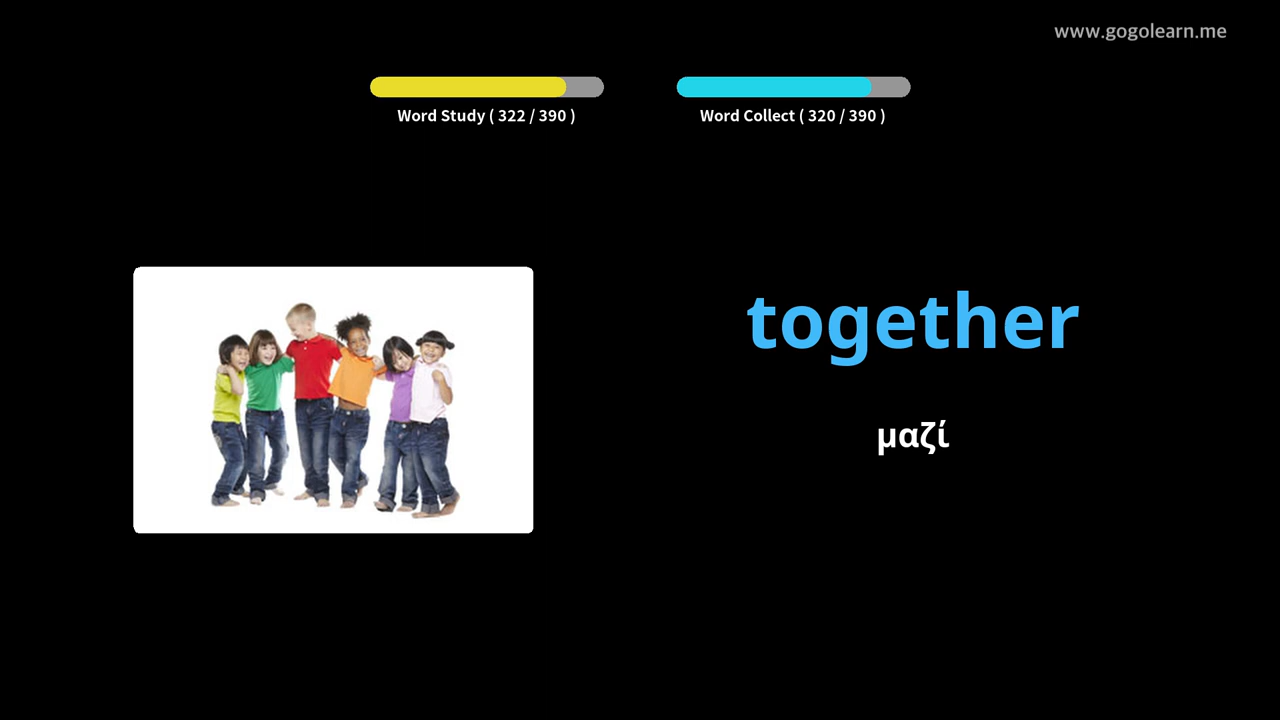 www.gogolearn.me
Word Study ( 322 / 390 )
Word Collect ( 320 / 390 )
together
μαζί